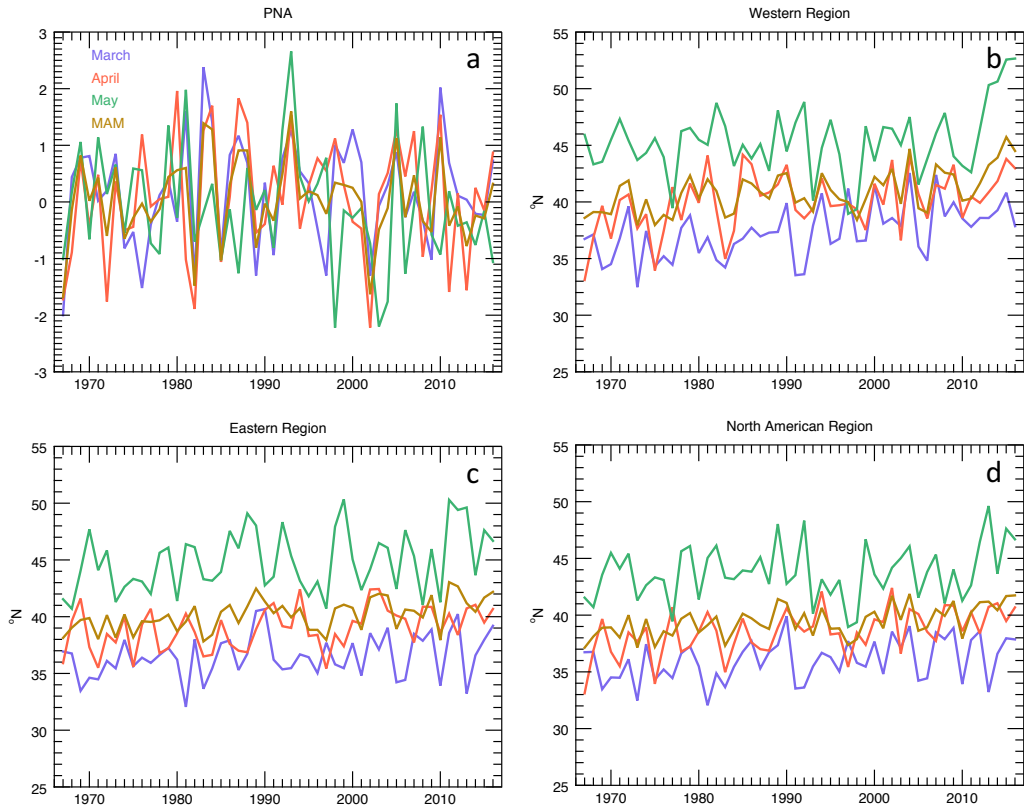 PNA
a
March
April
May
MAM
3
2
1
0
-1
-2
-3
1970 1980 1990 2000 2010
Western Region
b
°N
55
50
45
40
35
30
25
1970 1980 1990 2000 2010
Eastern Region
c
°N
55
50
45
40
35
30
25
1970 1980 1990 2000 2010
North American Region
d
°N
55
50
45
40
35
30
25
1970 1980 1990 2000 2010